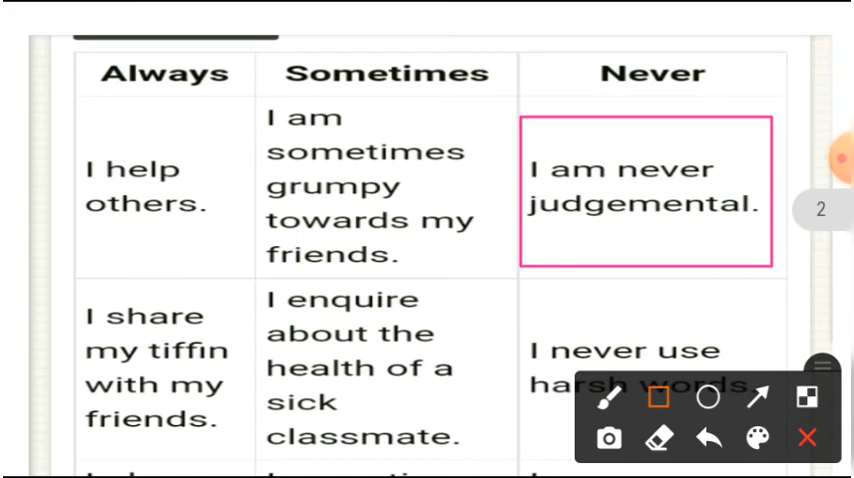 Always Sometimes Never
I help
others.
I am
sometimes
grumpy
towards my
friends.
I am never
judgemental.
I share
my tiffin
with my
friends.
I enquire
about the
health of a
sick
classmate.
I never use
harsh words.
2